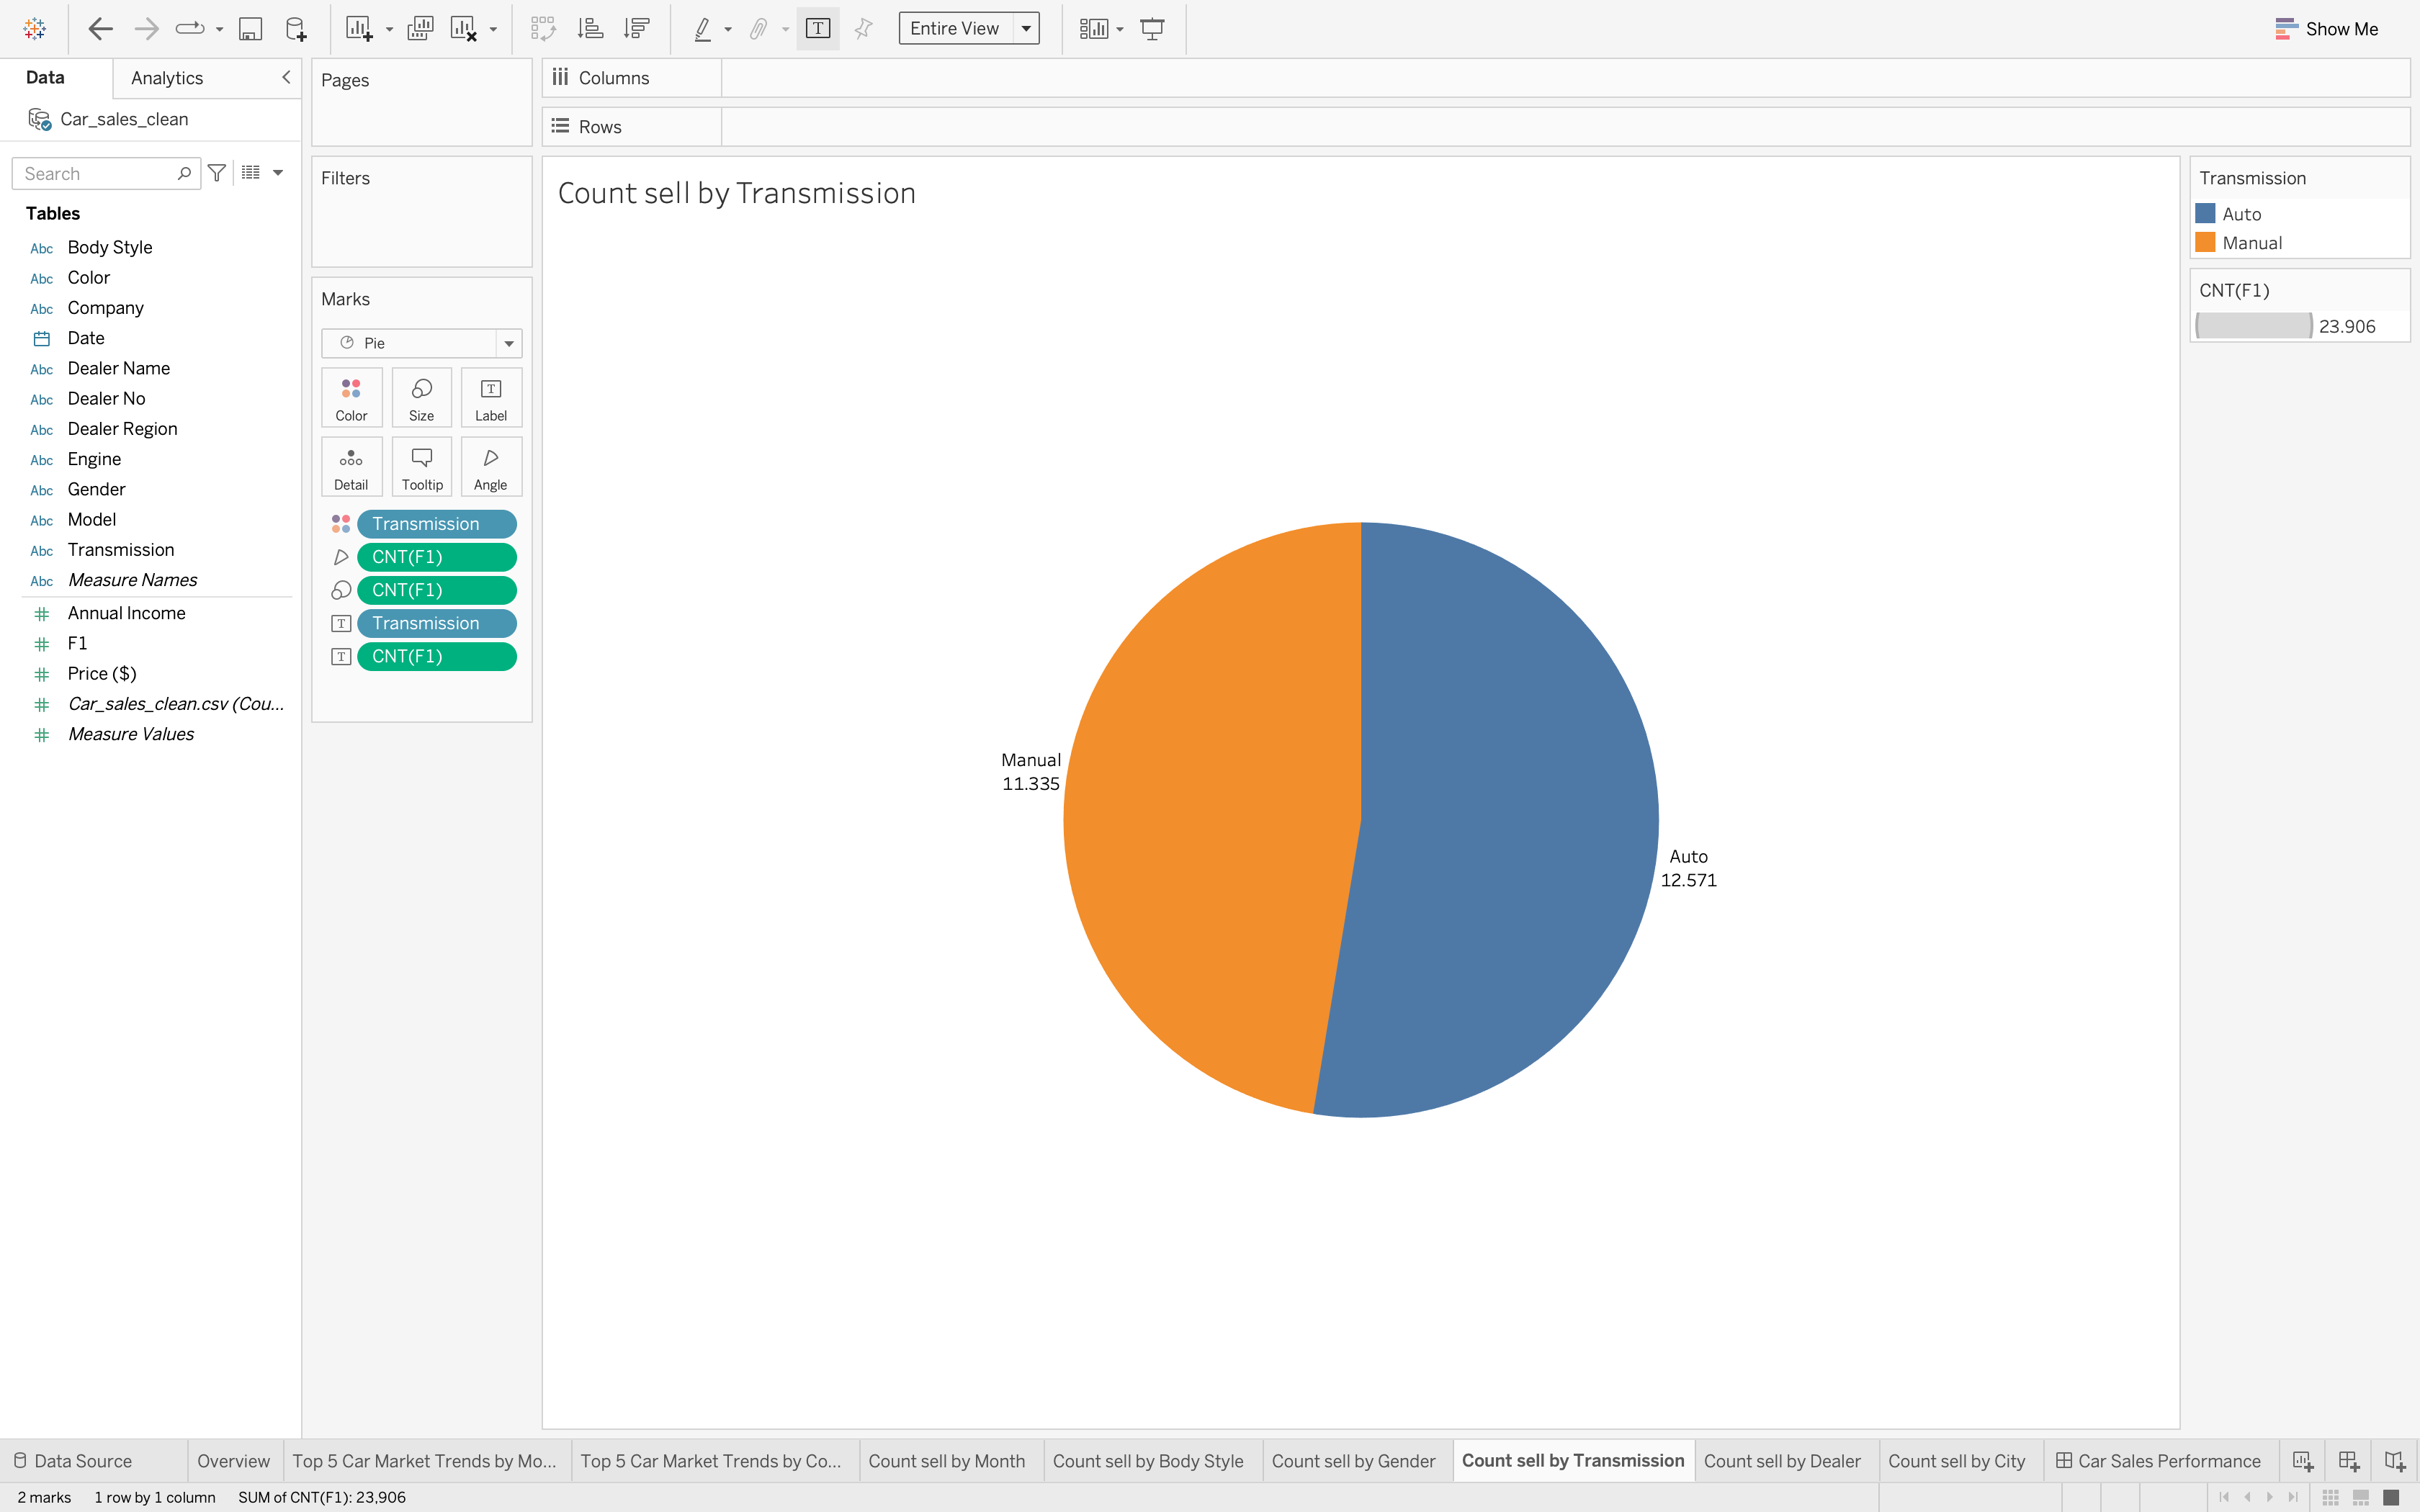 Entire View
Show Me
Data
Analytics
Car_sales_clean
Search
Tables
Abc Body Style
Abc Color
Abc Company
Date
Abc Dealer Name
Abc Dealer No
Abc Dealer Region
Abc Engine
Abc Gender
Abc Model
Abc Transmission
Abc Measure Names
Annual Income
F1
Price ($)
Car_sales_clean.csv (Cou...
Measure Values
Pages
Filters
Marks
Pie
Color
Size
T
Label
Detail
Tooltip
Angle
Transmission
CNT(F1)
CNT(F1)
T Transmission
T CNT(F1)
Columns
Rows
Count sell by Transmission
Manual
11.335
Auto
12.571
Transmission
Auto
Manual
CNT(F1)
23.906
Data Source
Overview
Top 5 Car Market Trends by Mo...
Top 5 Car Market Trends by Co...
Count sell by Month
Count sell by Body Style
Count sell by Gender
Count sell by Transmission
Count sell by Dealer
Count sell by City
Car Sales Performance
2 marks
1 row by 1 column
SUM of CNT(F1): 23,906